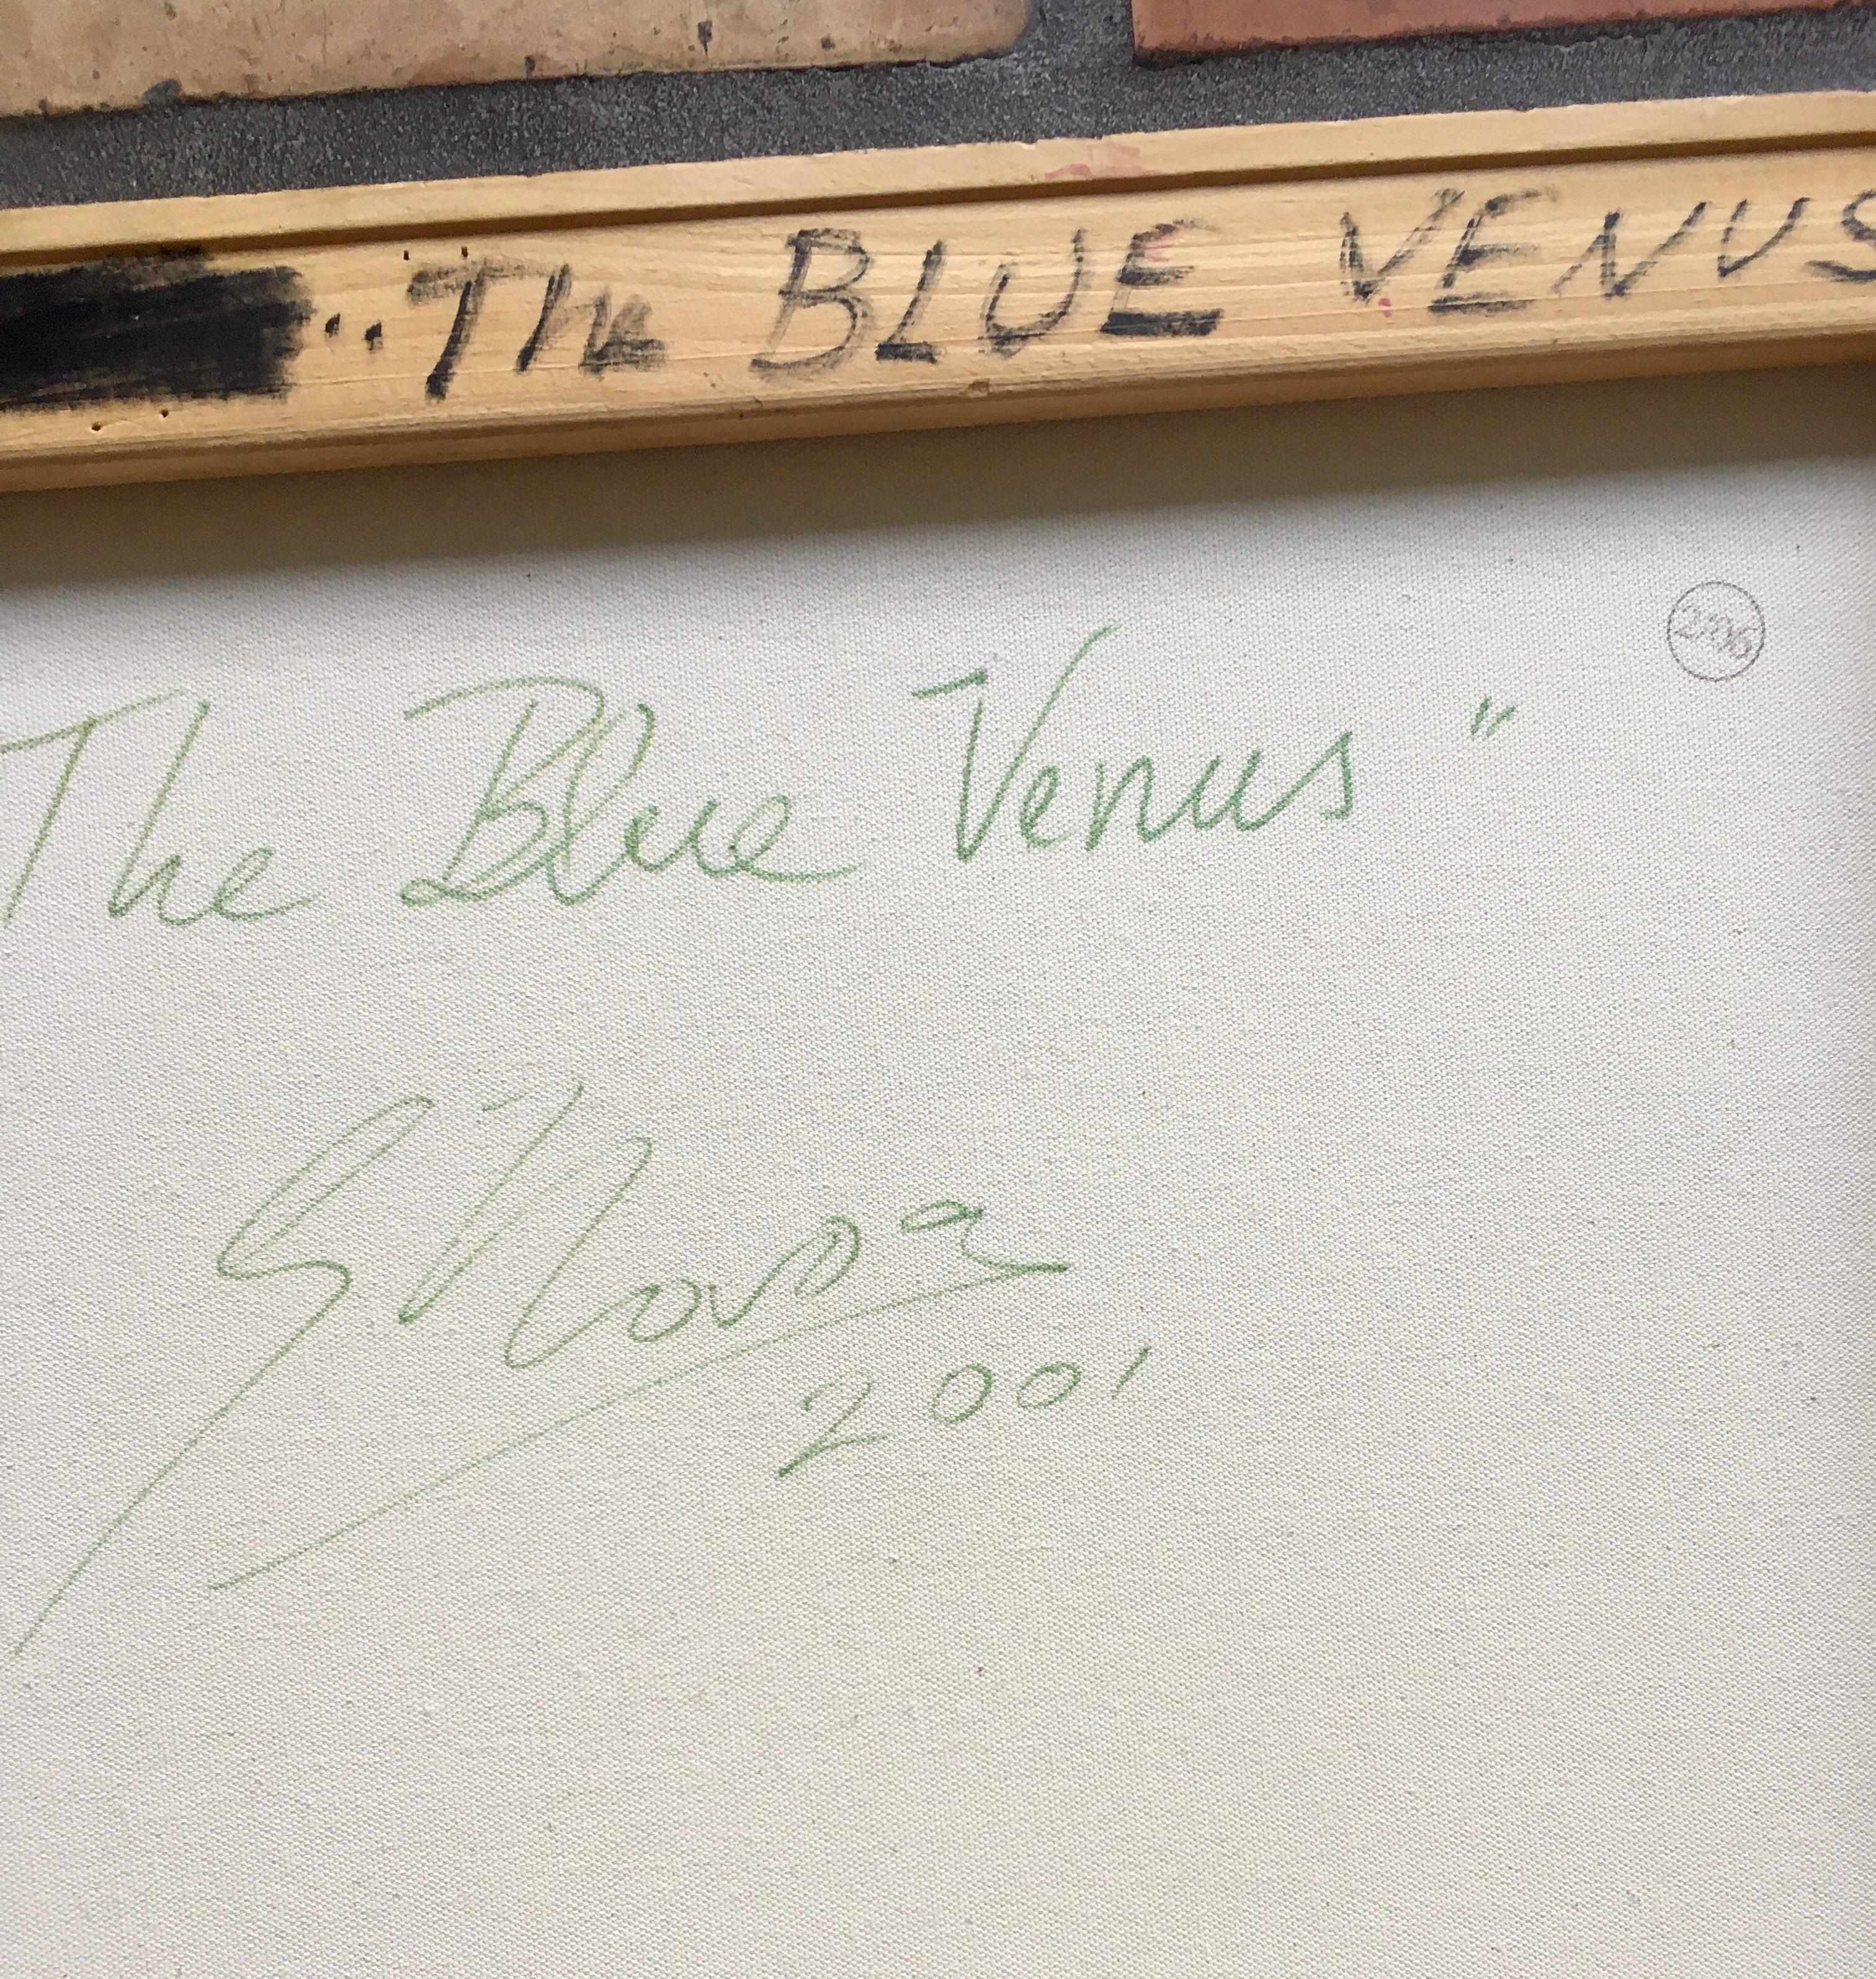 "The BLUE VENUS
The Blue Venus"
2001